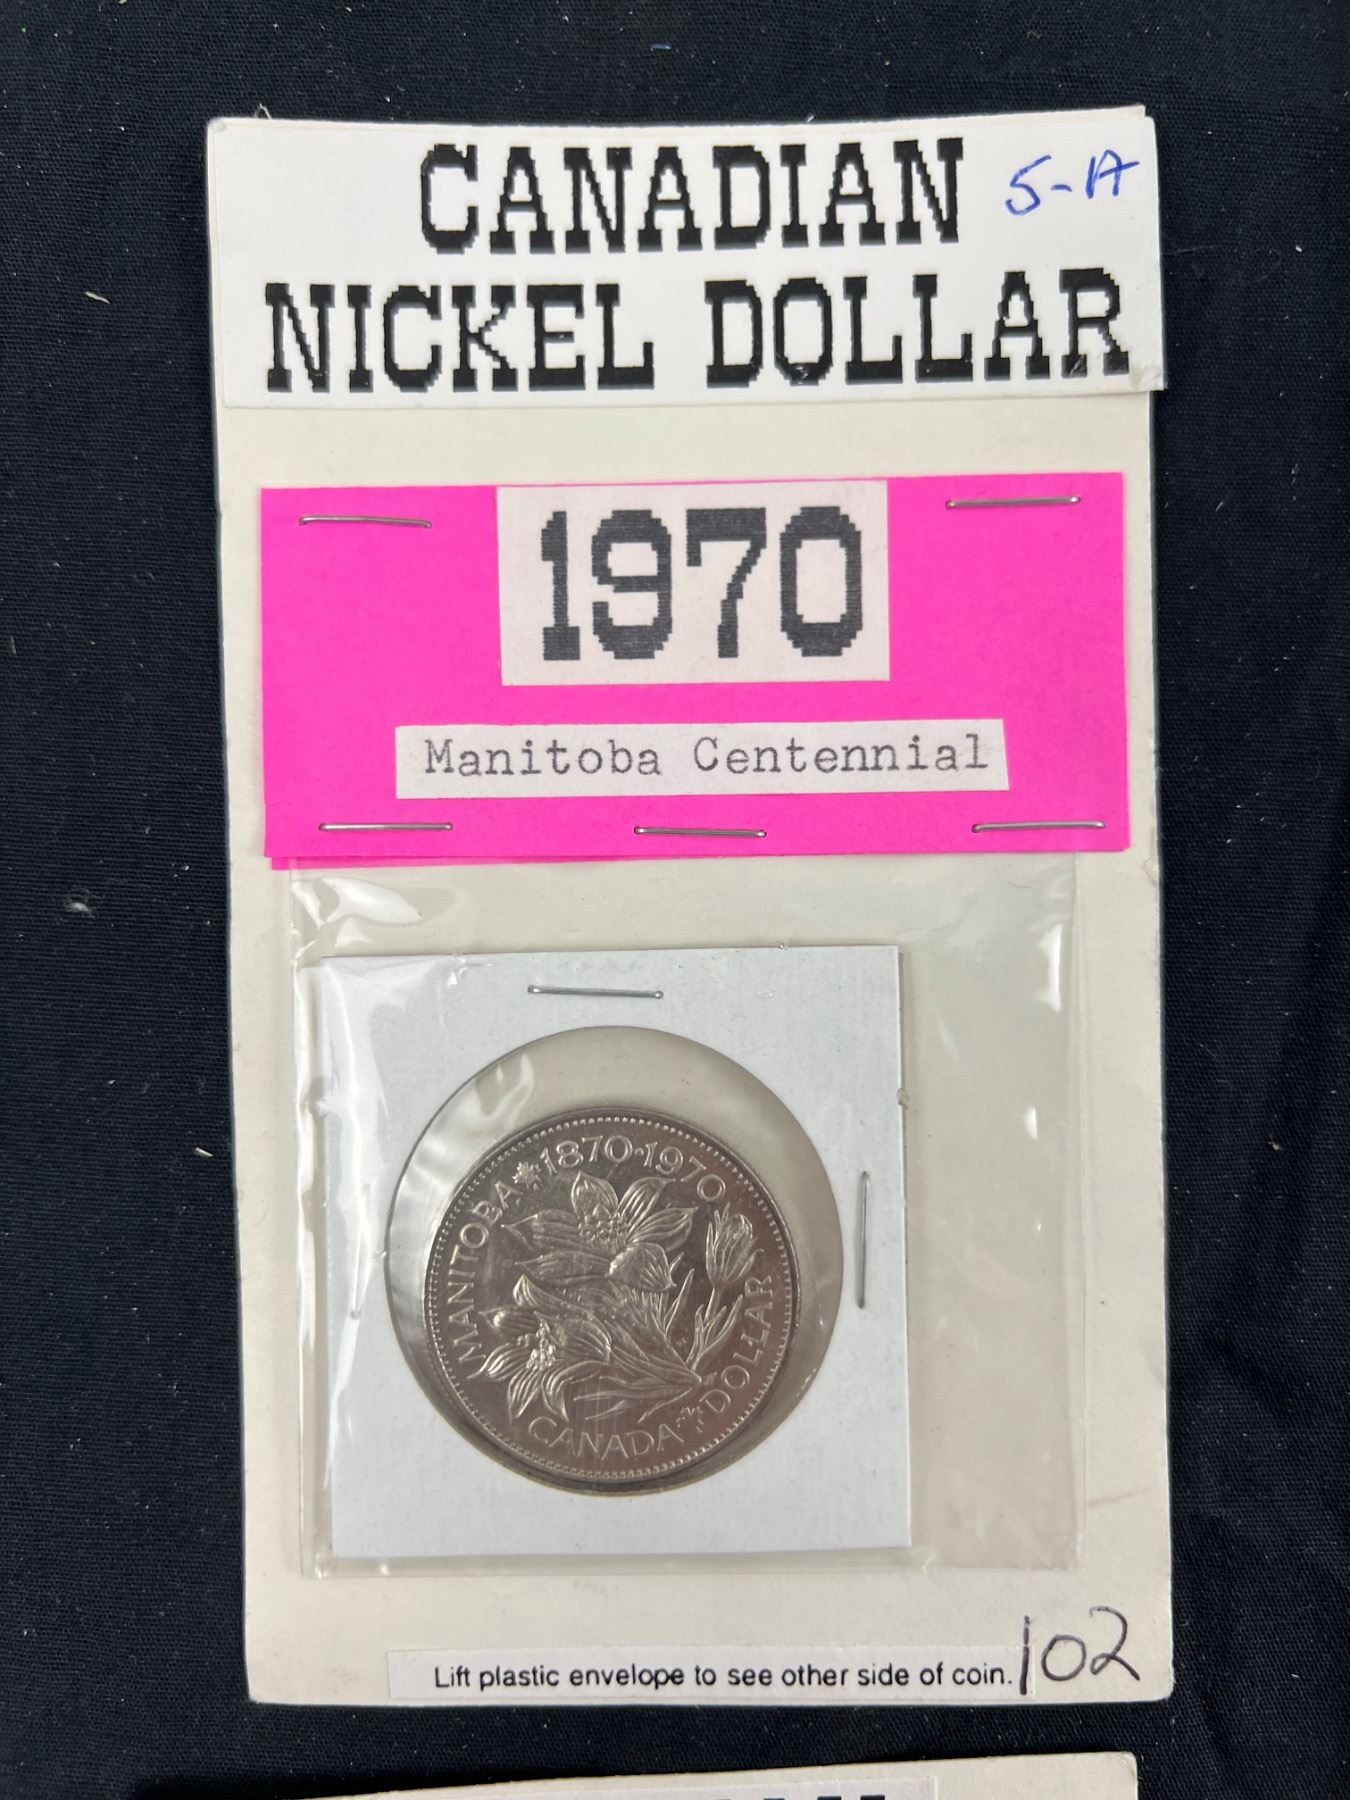 CANADIAN 5-A
NICKEL DOLLAR
1970
Manitoba Centennial
MANITOBA 1870·1970
CANADA DOLLAR
Lift plastic envelope to see other side of coin. 102